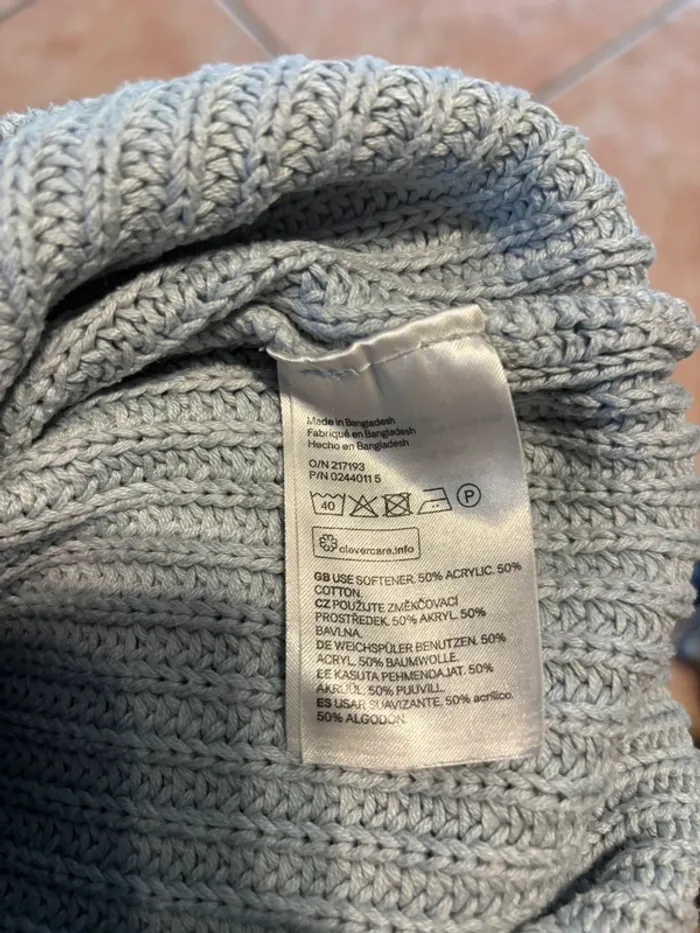 Made in Bangladesh
Fabriqué en Bangladesh
Hecho en Bangladesh
O/N 217193
P/N 0244011 5
40 P
clevercare.info
GB USE SOFTENER. 50% ACRYLIC. 50%
COTTON.
CZ POUŽIJTE ZMĚKČOVACÍ
PROSTŘEDEK. 50% AKRYL. 50%
BAVLNA.
DE WEICHSPÜLER BENUTZEN. 50%
ACRYL. 50% BAUMWOLLE.
EE KASUTA PEHMENDAJAT. 50%
AKRÜÜL. 50% PUUVILL.
ES USAR SUAVIZANTE. 50% acrílico.
50% ALGODÓN.